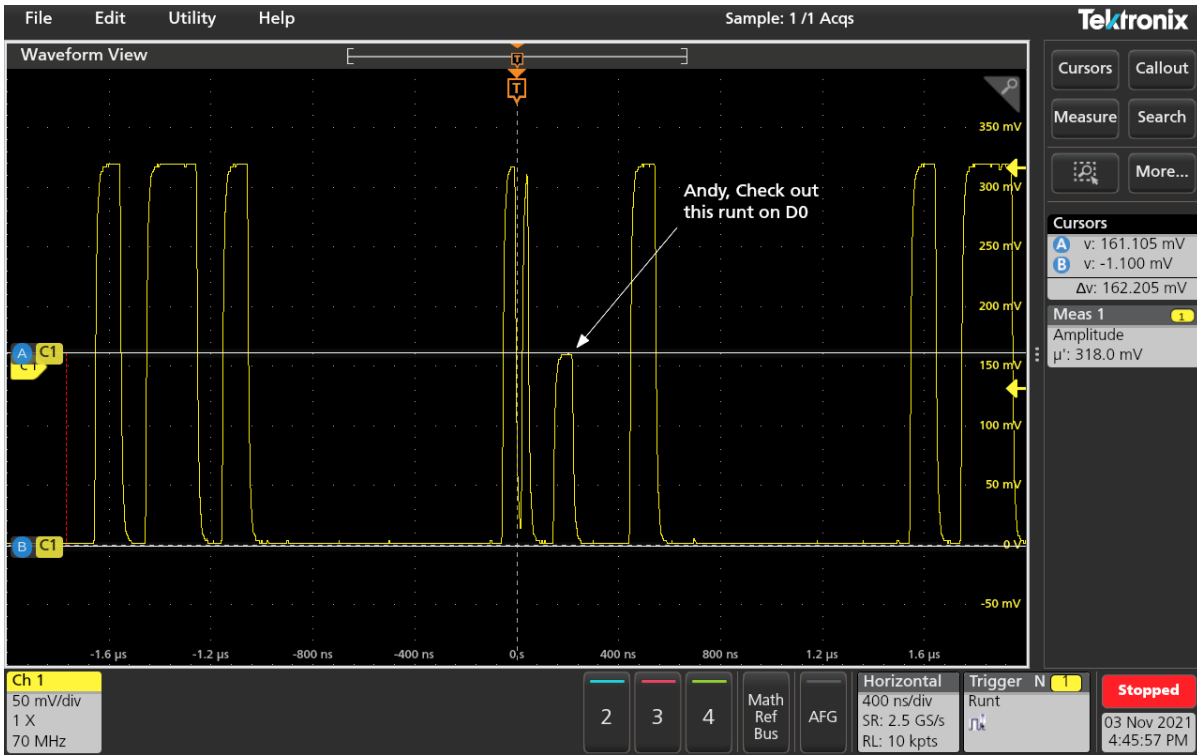 File Edit Utility Help Sample: 1 /1 Acqs Tektronix
Waveform View
T
T
Cursors Callout
Measure Search
More...
350 mV
300 mV
250 mV
200 mV
150 mV
100 mV
50 mV
0 V
-50 mV
Andy, Check out
this runt on D0
A C1
C1
B C1
-1.6 µs -1.2 µs -800 ns -400 ns 0 s 400 ns 800 ns 1.2 µs 1.6 µs
Cursors
A v: 161.105 mV
B v: -1.100 mV
Δv: 162.205 mV
Meas 1 1
Amplitude
µ': 318.0 mV
Ch 1
50 mV/div
1 X
70 MHz
2 3 4
Math
Ref
Bus
AFG
Horizontal
400 ns/div
SR: 2.5 GS/s
RL: 10 kpts
Trigger N 1
Runt
Stopped
03 Nov 2021
4:45:57 PM